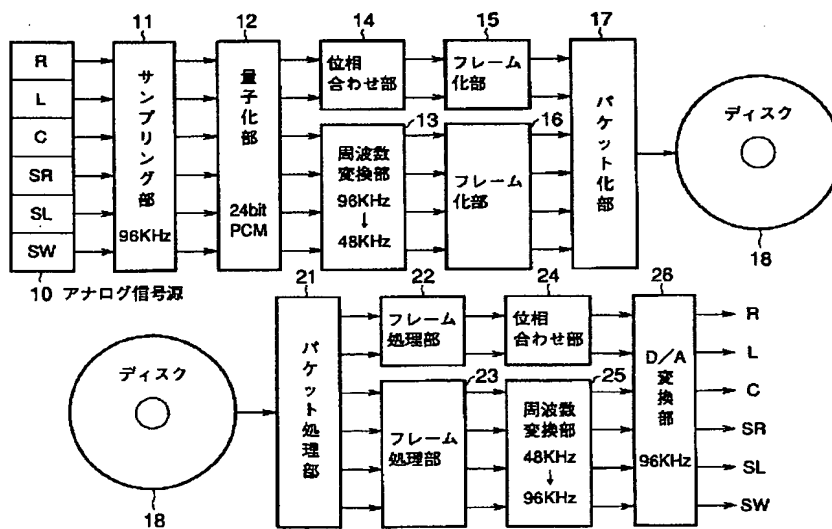 11
12
14
15
17
R
L
C
SR
SL
SW
サンプリング部
96KHz
量子化部
24bit
PCM
位相
合わせ部
フレーム
化部
13
周波数
変換部
96KHz
↓
48KHz
16
フレーム
化部
パケット化部
ディスク
18
10 アナログ信号源
21
22
24
26
ディスク
18
パケット処理部
フレーム
処理部
位相
合わせ部
23
フレーム
処理部
25
周波数
変換部
48KHz
↓
96KHz
D/A
変換部
96KHz
R
L
C
SR
SL
SW